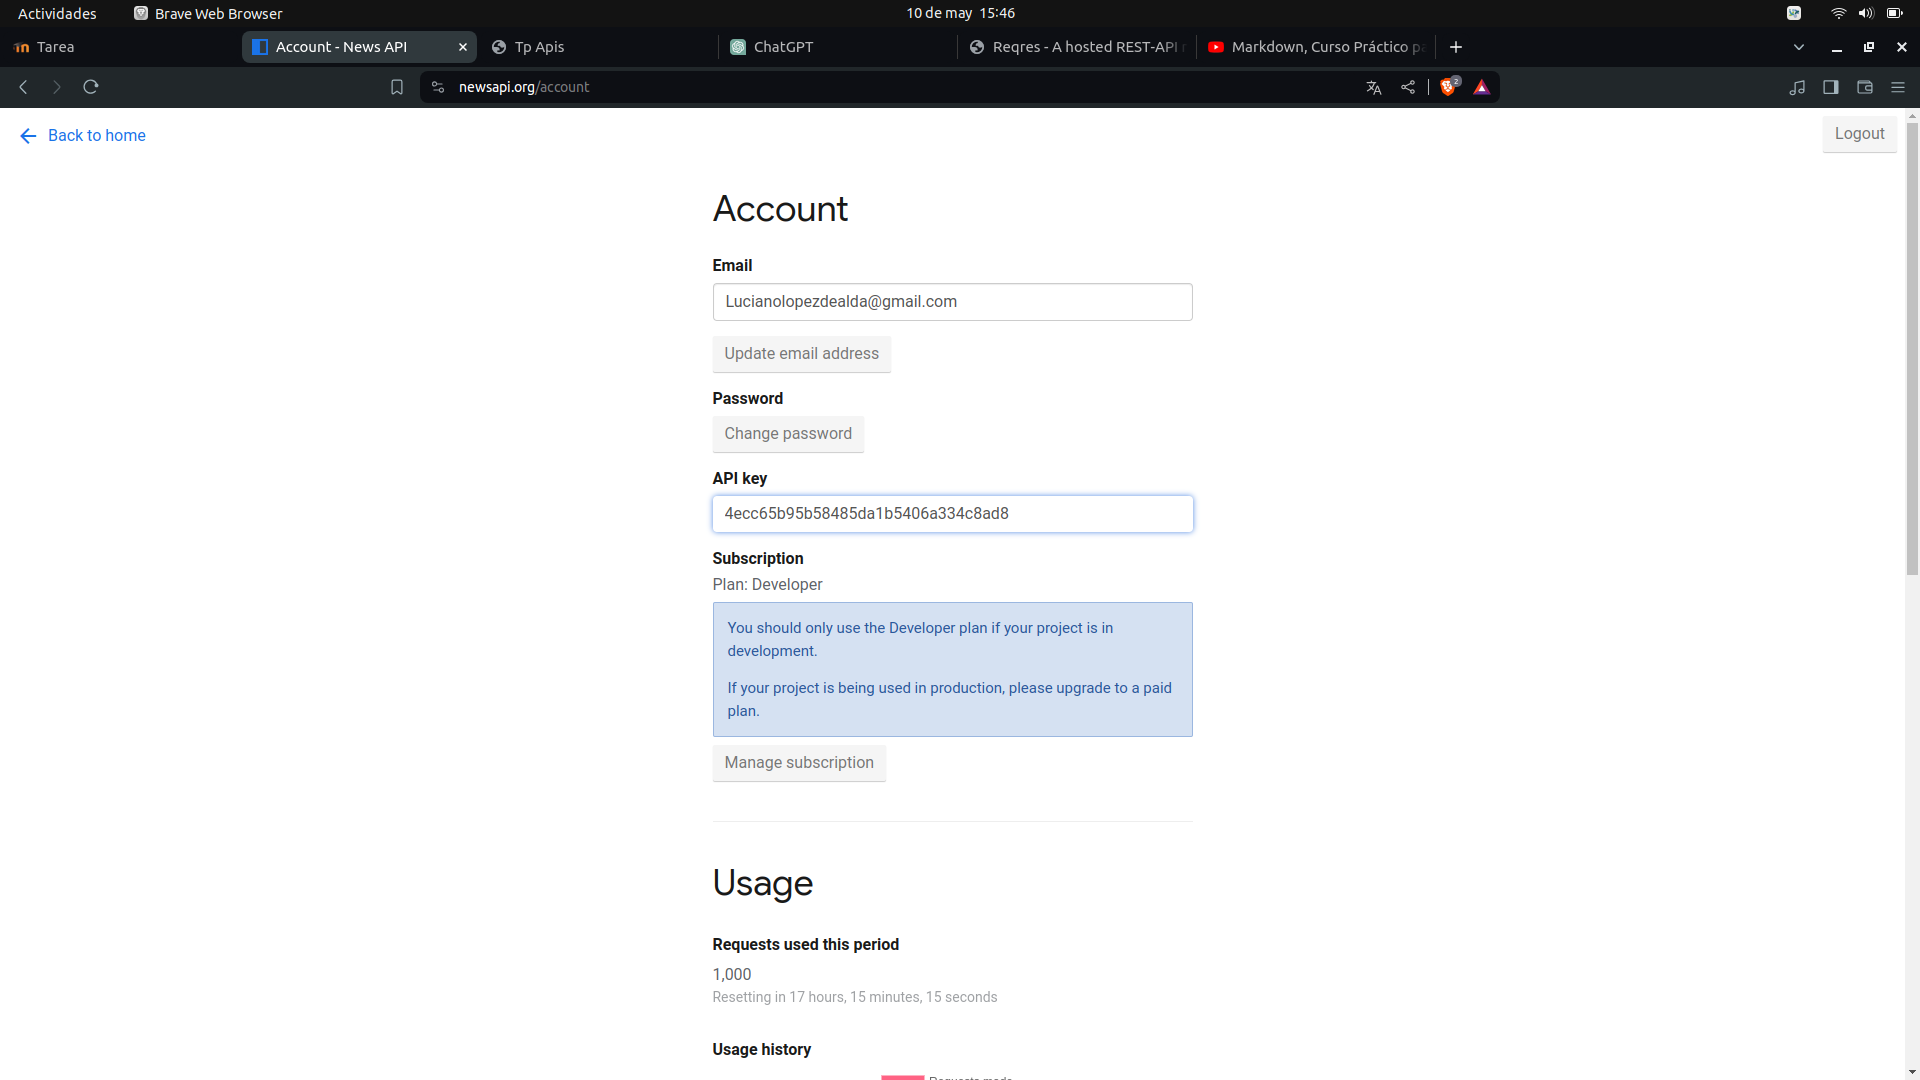 Actividades
Brave Web Browser
10 de may 15:46
Tarea
Account - News API
Tp Apis
ChatGPT
Reqres - A hosted REST-API
Markdown, Curso Práctico pa
newsapi.org/account
2
Back to home
Logout
Account
Email
Lucianolopezdealda@gmail.com
Update email address
Password
Change password
API key
4ecc65b95b58485da1b5406a334c8ad8
Subscription
Plan: Developer
You should only use the Developer plan if your project is in
development.
If your project is being used in production, please upgrade to a paid
plan.
Manage subscription
Usage
Requests used this period
1,000
Resetting in 17 hours, 15 minutes, 15 seconds
Usage history